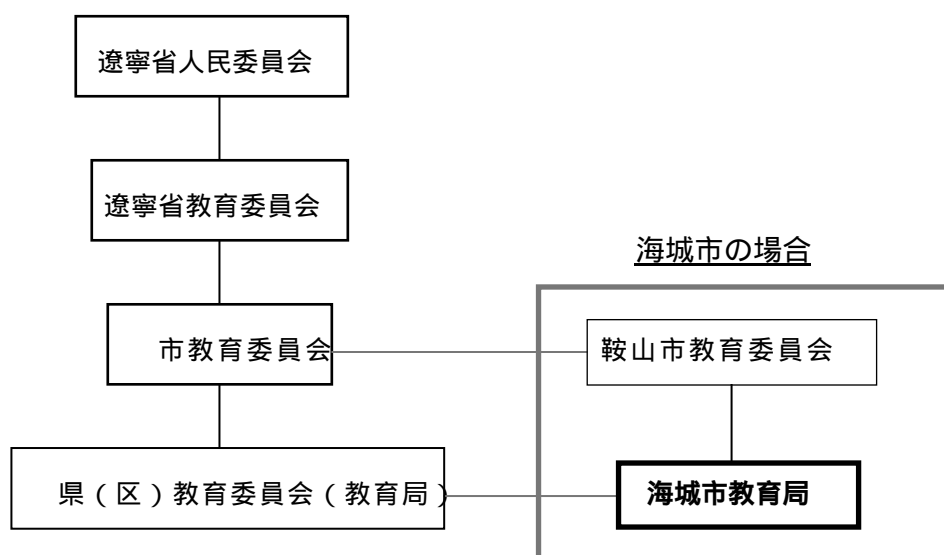 遼寧省人民委員会
遼寧省教育委員会
海城市の場合
市教育委員会
鞍山市教育委員会
県（区）教育委員会（教育局）
海城市教育局